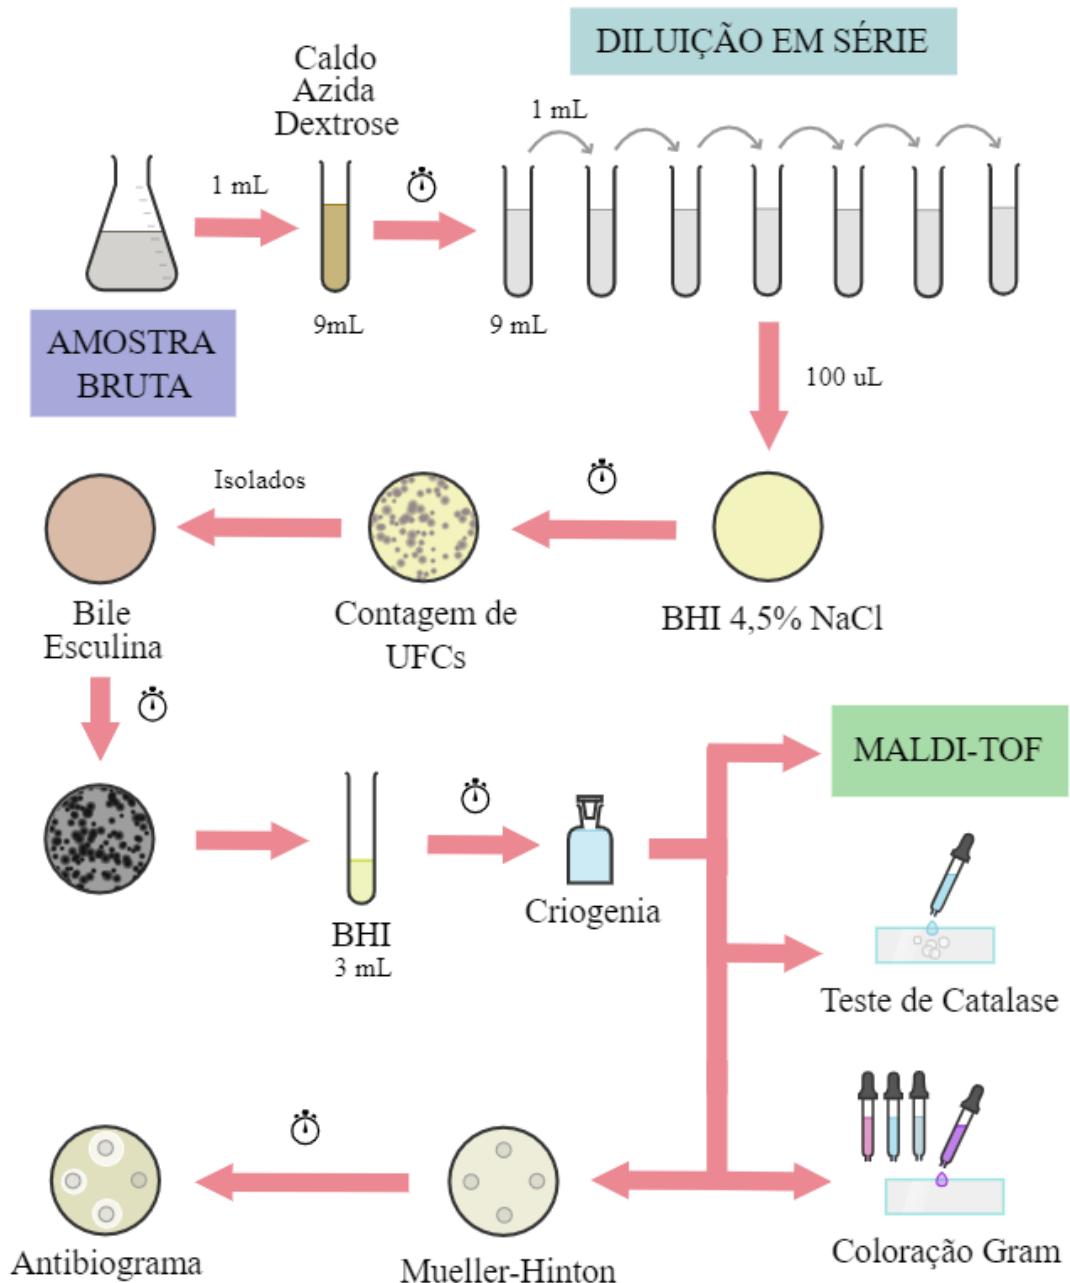 DILUIÇÃO EM SÉRIE
Caldo
Azida
Dextrose
1 mL
1 mL
9mL
9 mL
AMOSTRA
BRUTA
100 uL
Isolados
Bile
Esculina
Contagem de
UFCs
BHI 4,5% NaCl
MALDI-TOF
BHI
3 mL
Criogenia
Teste de Catalase
Coloração Gram
Antibiograma
Mueller-Hinton